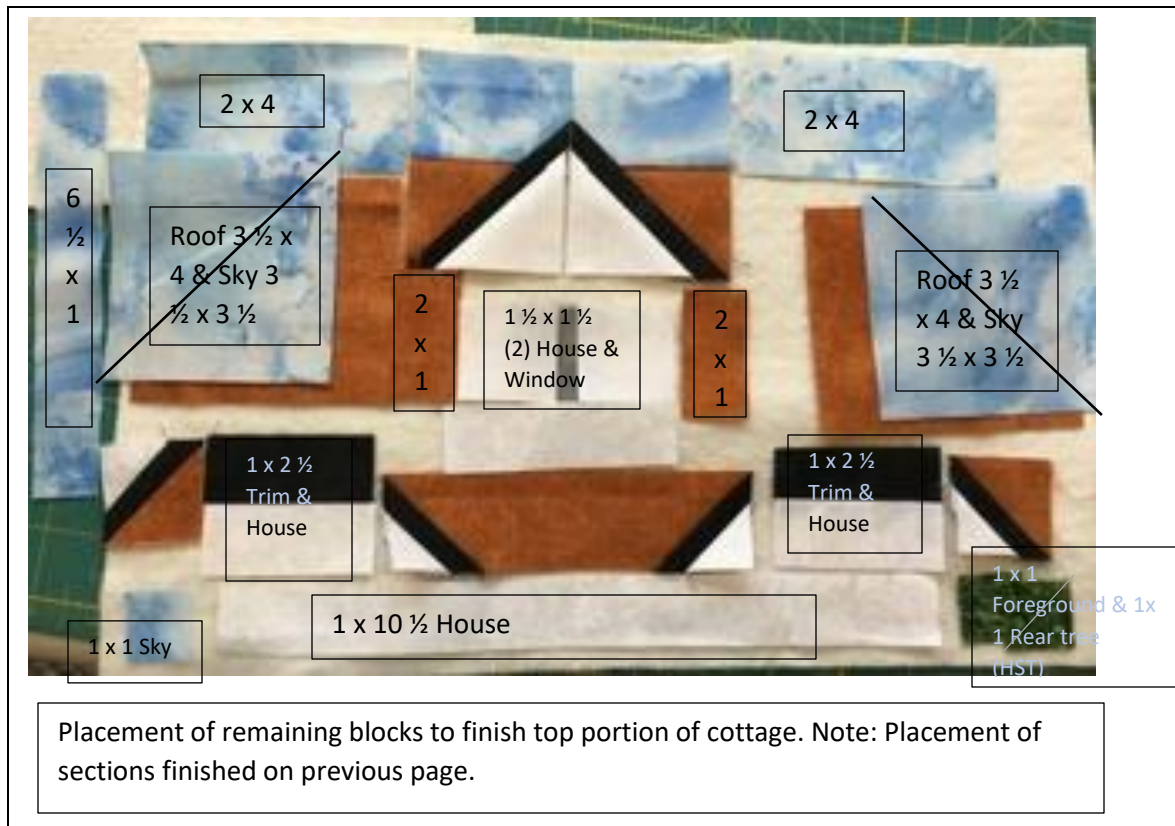 2 x 4
2 x 4
6
½
x
1
Roof 3 ½ x
4 & Sky 3
½ x 3 ½
2
x
1
1 ½ x 1 ½
(2) House &
Window
2
x
1
Roof 3 ½
x 4 & Sky
3 ½ x 3 ½
1 x 2 ½
Trim &
House
1 x 2 ½
Trim &
House
1 x 1 Sky
1 x 10 ½ House
1 x 1
Foreground & 1x
1 Rear tree
(HST)
Placement of remaining blocks to finish top portion of cottage. Note: Placement of
sections finished on previous page.